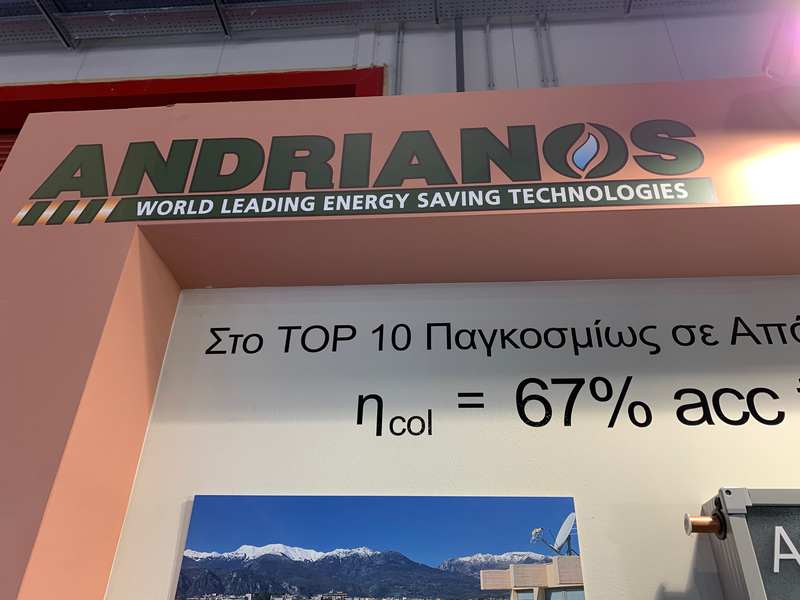 ANDRIANOS
WORLD LEADING ENERGY SAVING TECHNOLOGIES
Στο TOP 10 Παγκοσμίως σε
ηcol = 67% acc